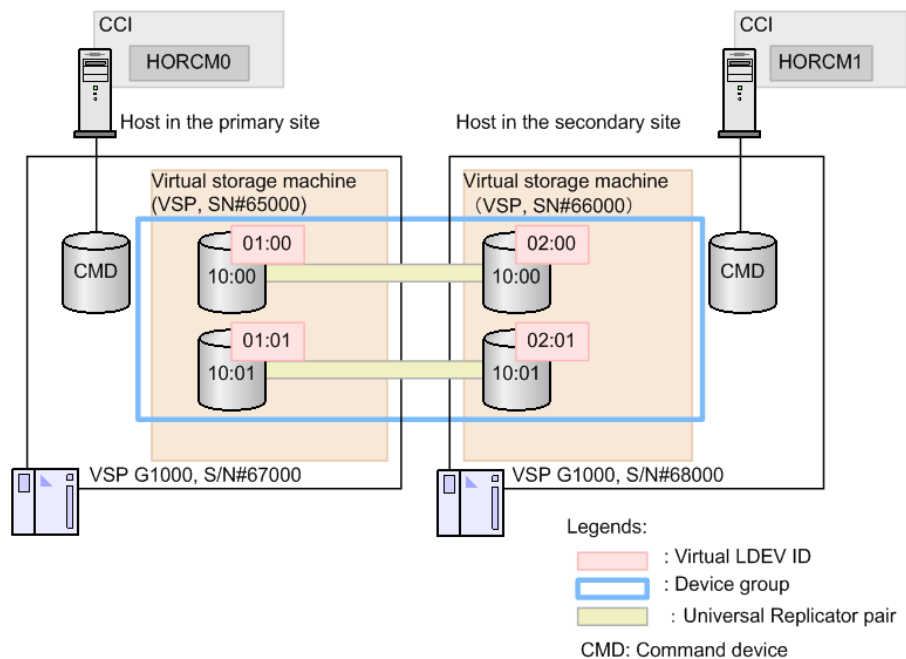 CCI
HORCM0
CCI
HORCM1
Host in the primary site
Host in the secondary site
Virtual storage machine
(VSP, SN#65000)
Virtual storage machine
（VSP, SN#66000）
01:00
02:00
CMD
10:00
10:00
CMD
01:01
02:01
10:01
10:01
VSP G1000, S/N#67000
VSP G1000, S/N#68000
Legends:
: Virtual LDEV ID
: Device group
: Universal Replicator pair
CMD: Command device